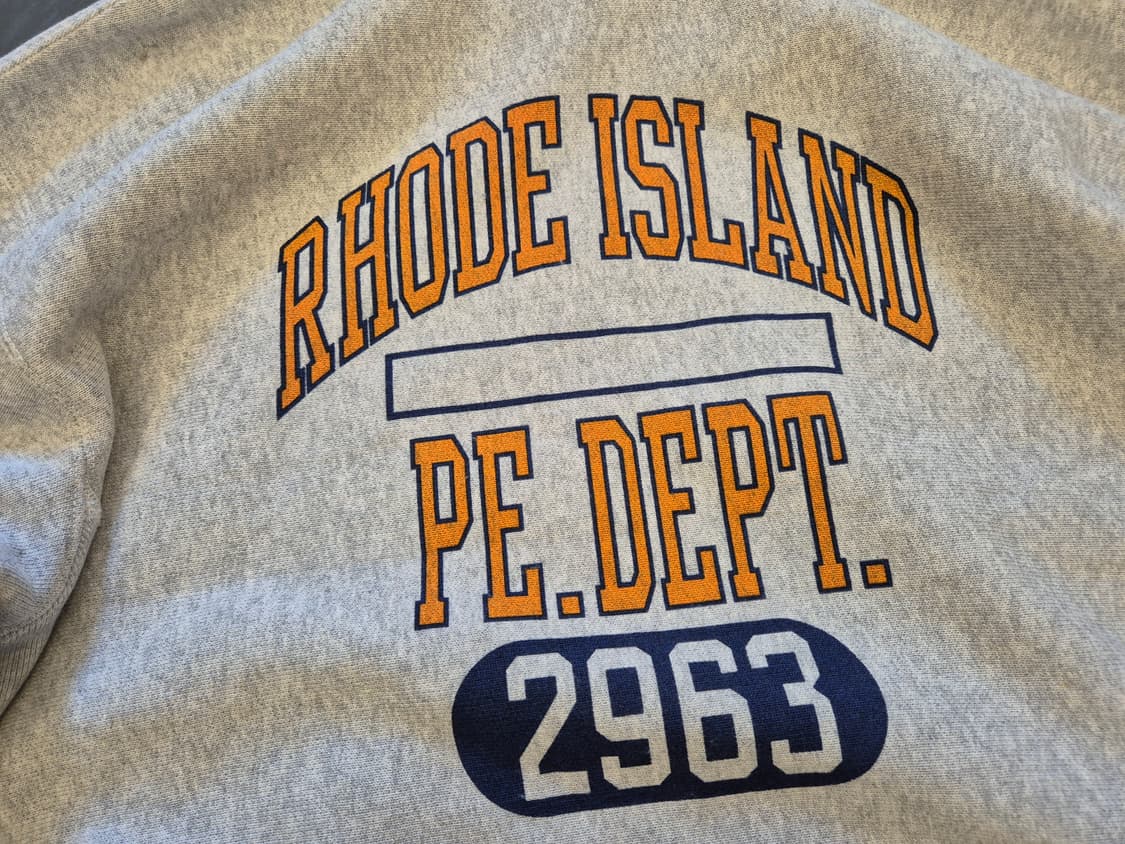 RHODE ISLAND
PE.DEPT.
2963